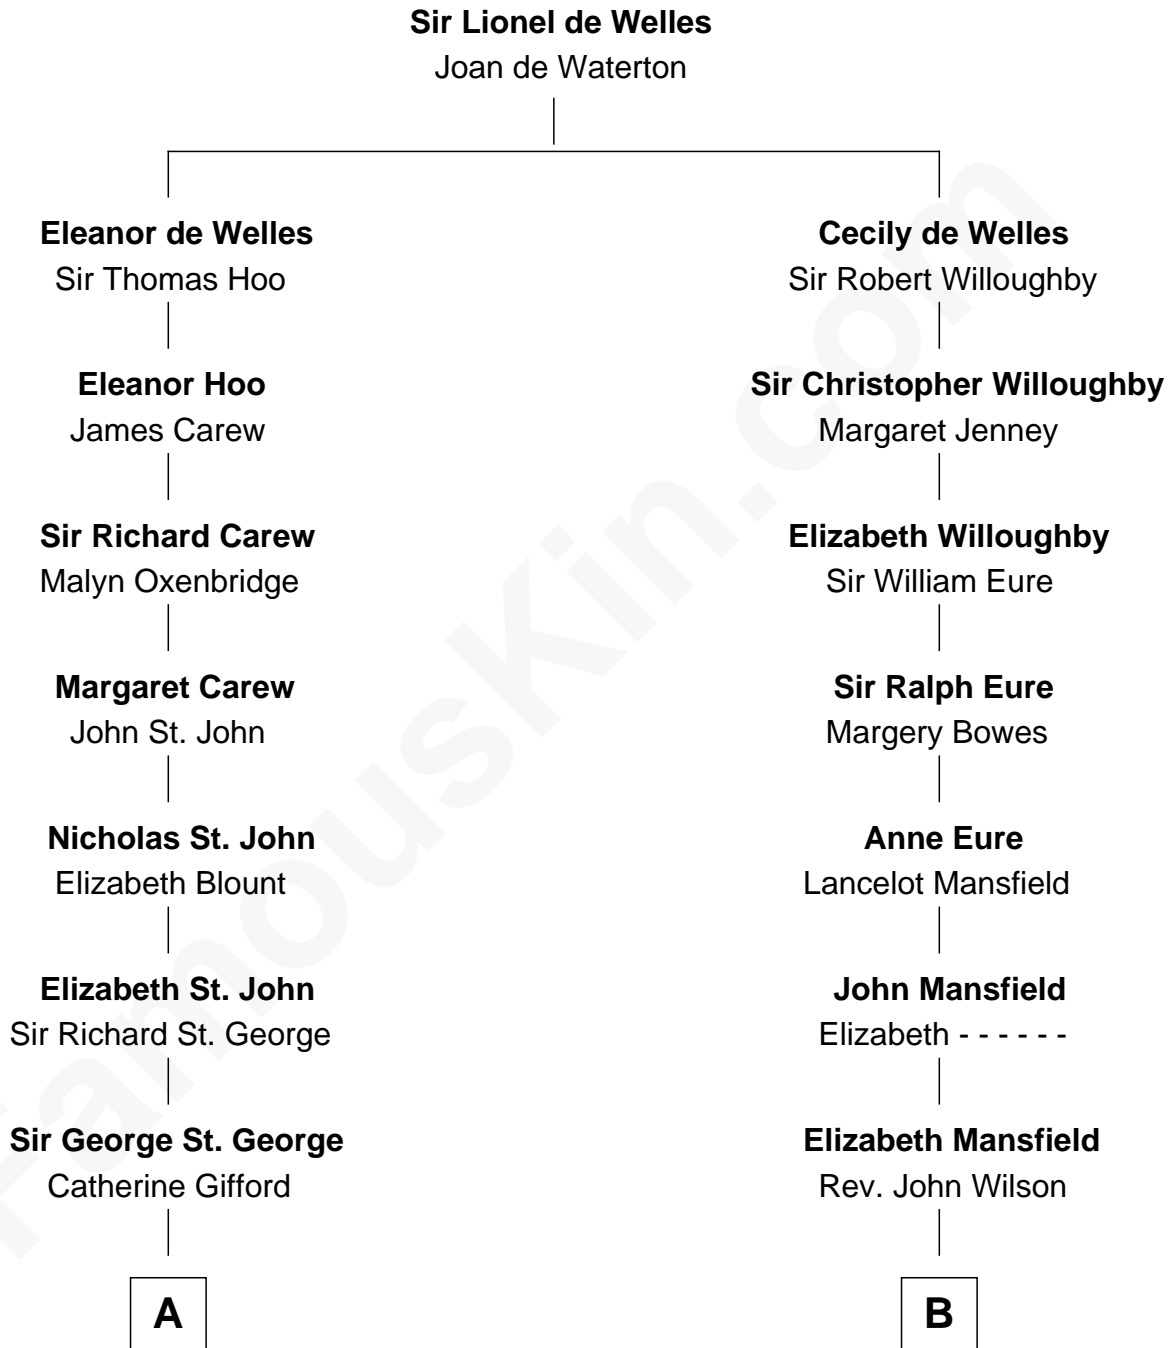 Sir Lionel de Welles
Joan de Waterton
Eleanor de Welles
Sir Thomas Hoo
Cecily de Welles
Sir Robert Willoughby
Eleanor Hoo
James Carew
Sir Christopher Willoughby
Margaret Jenney
Sir Richard Carew
Malyn Oxenbridge
Elizabeth Willoughby
Sir William Eure
Margaret Carew
John St. John
Sir Ralph Eure
Margery Bowes
Nicholas St. John
Elizabeth Blount
Anne Eure
Lancelot Mansfield
Elizabeth St. John
Sir Richard St. George
John Mansfield
Elizabeth - - - - - -
Sir George St. George
Catherine Gifford
Elizabeth Mansfield
Rev. John Wilson
A
B
FamousKin.com